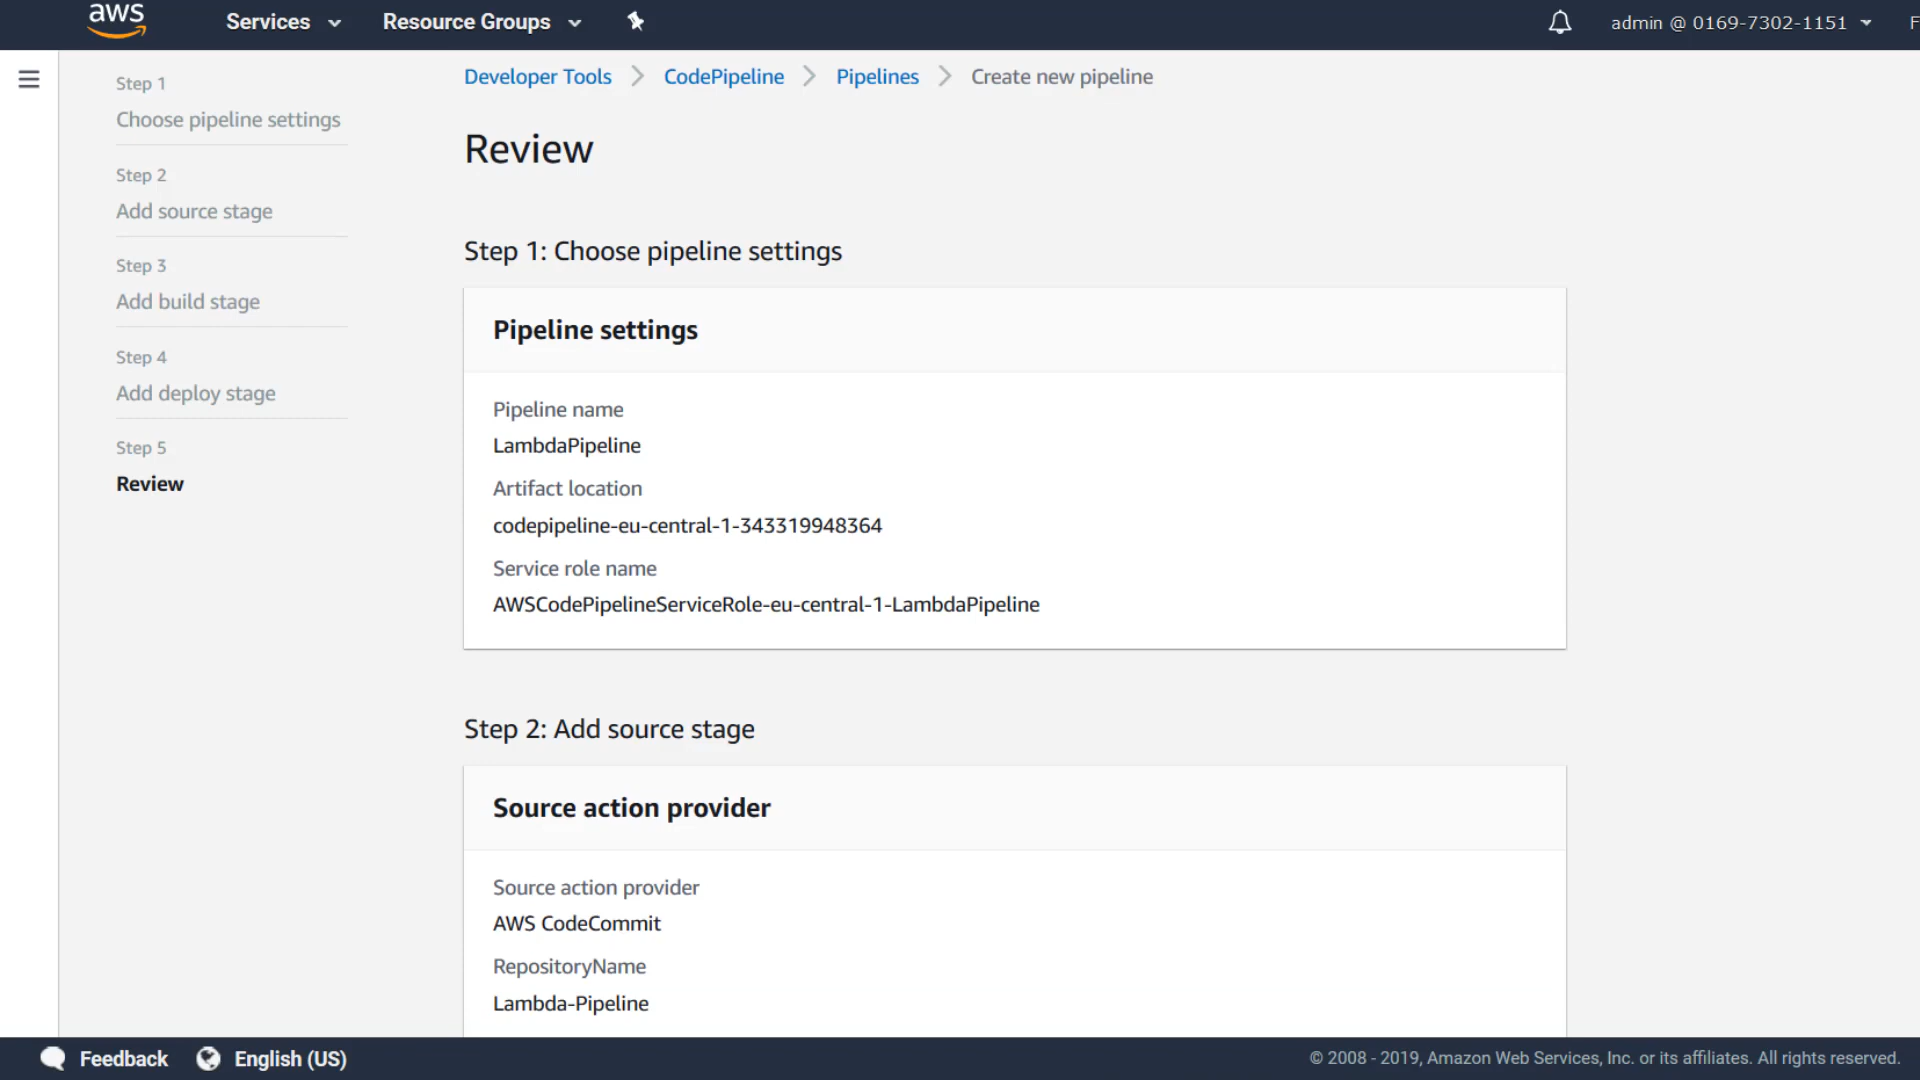 aws
Services
Resource Groups
admin @ 0169-7302-1151
F
Step 1
Choose pipeline settings
Step 2
Add source stage
Step 3
Add build stage
Step 4
Add deploy stage
Step 5
Review
Developer Tools
CodePipeline
Pipelines
Create new pipeline
Review
Step 1: Choose pipeline settings
Pipeline settings
Pipeline name
LambdaPipeline
Artifact location
codepipeline-eu-central-1-343319948364
Service role name
AWSCodePipelineServiceRole-eu-central-1-LambdaPipeline
Step 2: Add source stage
Source action provider
Source action provider
AWS CodeCommit
RepositoryName
Lambda-Pipeline
Feedback
English (US)
© 2008 - 2019, Amazon Web Services, Inc. or its affiliates. All rights reserved.